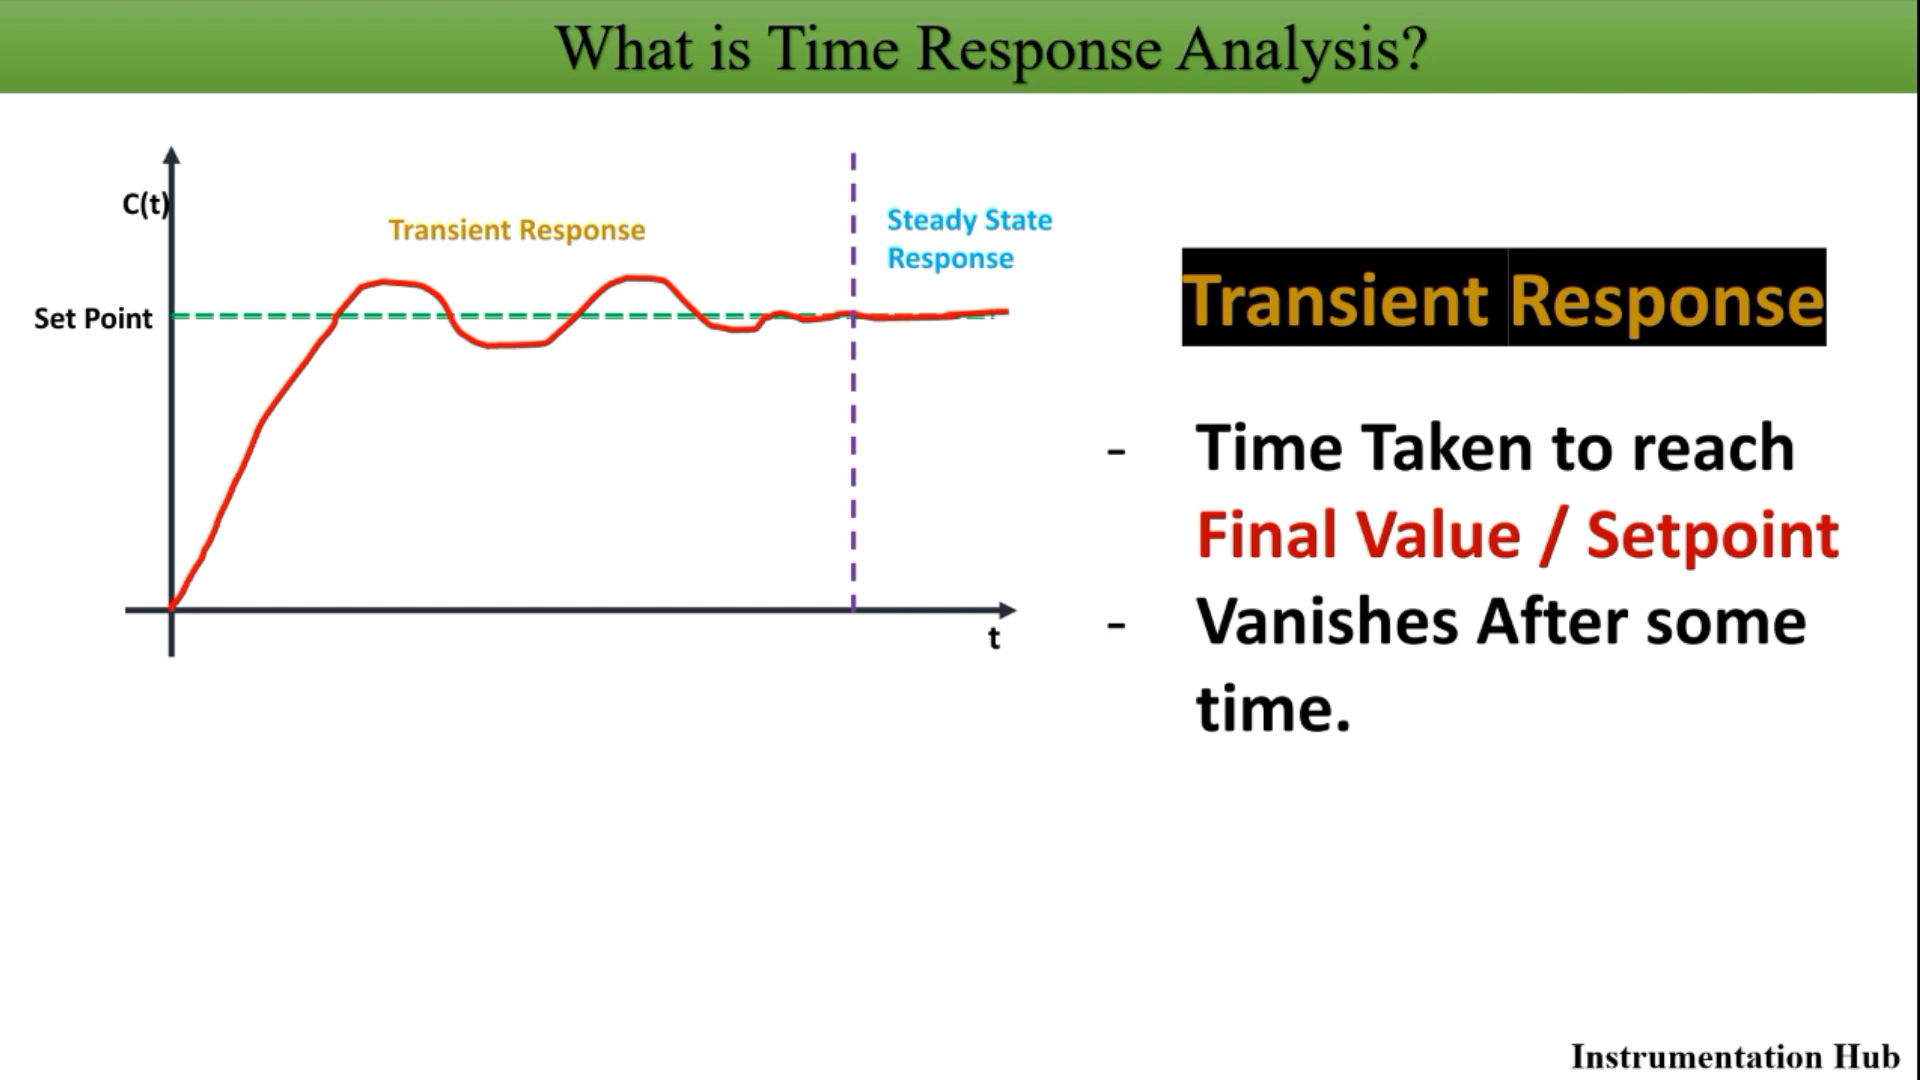 What is Time Response Analysis?
C(t)
Transient Response
Steady State
Response
Set Point
t
Transient Response
- Time Taken to reach
Final Value / Setpoint
- Vanishes After some
time.
Instrumentation Hub